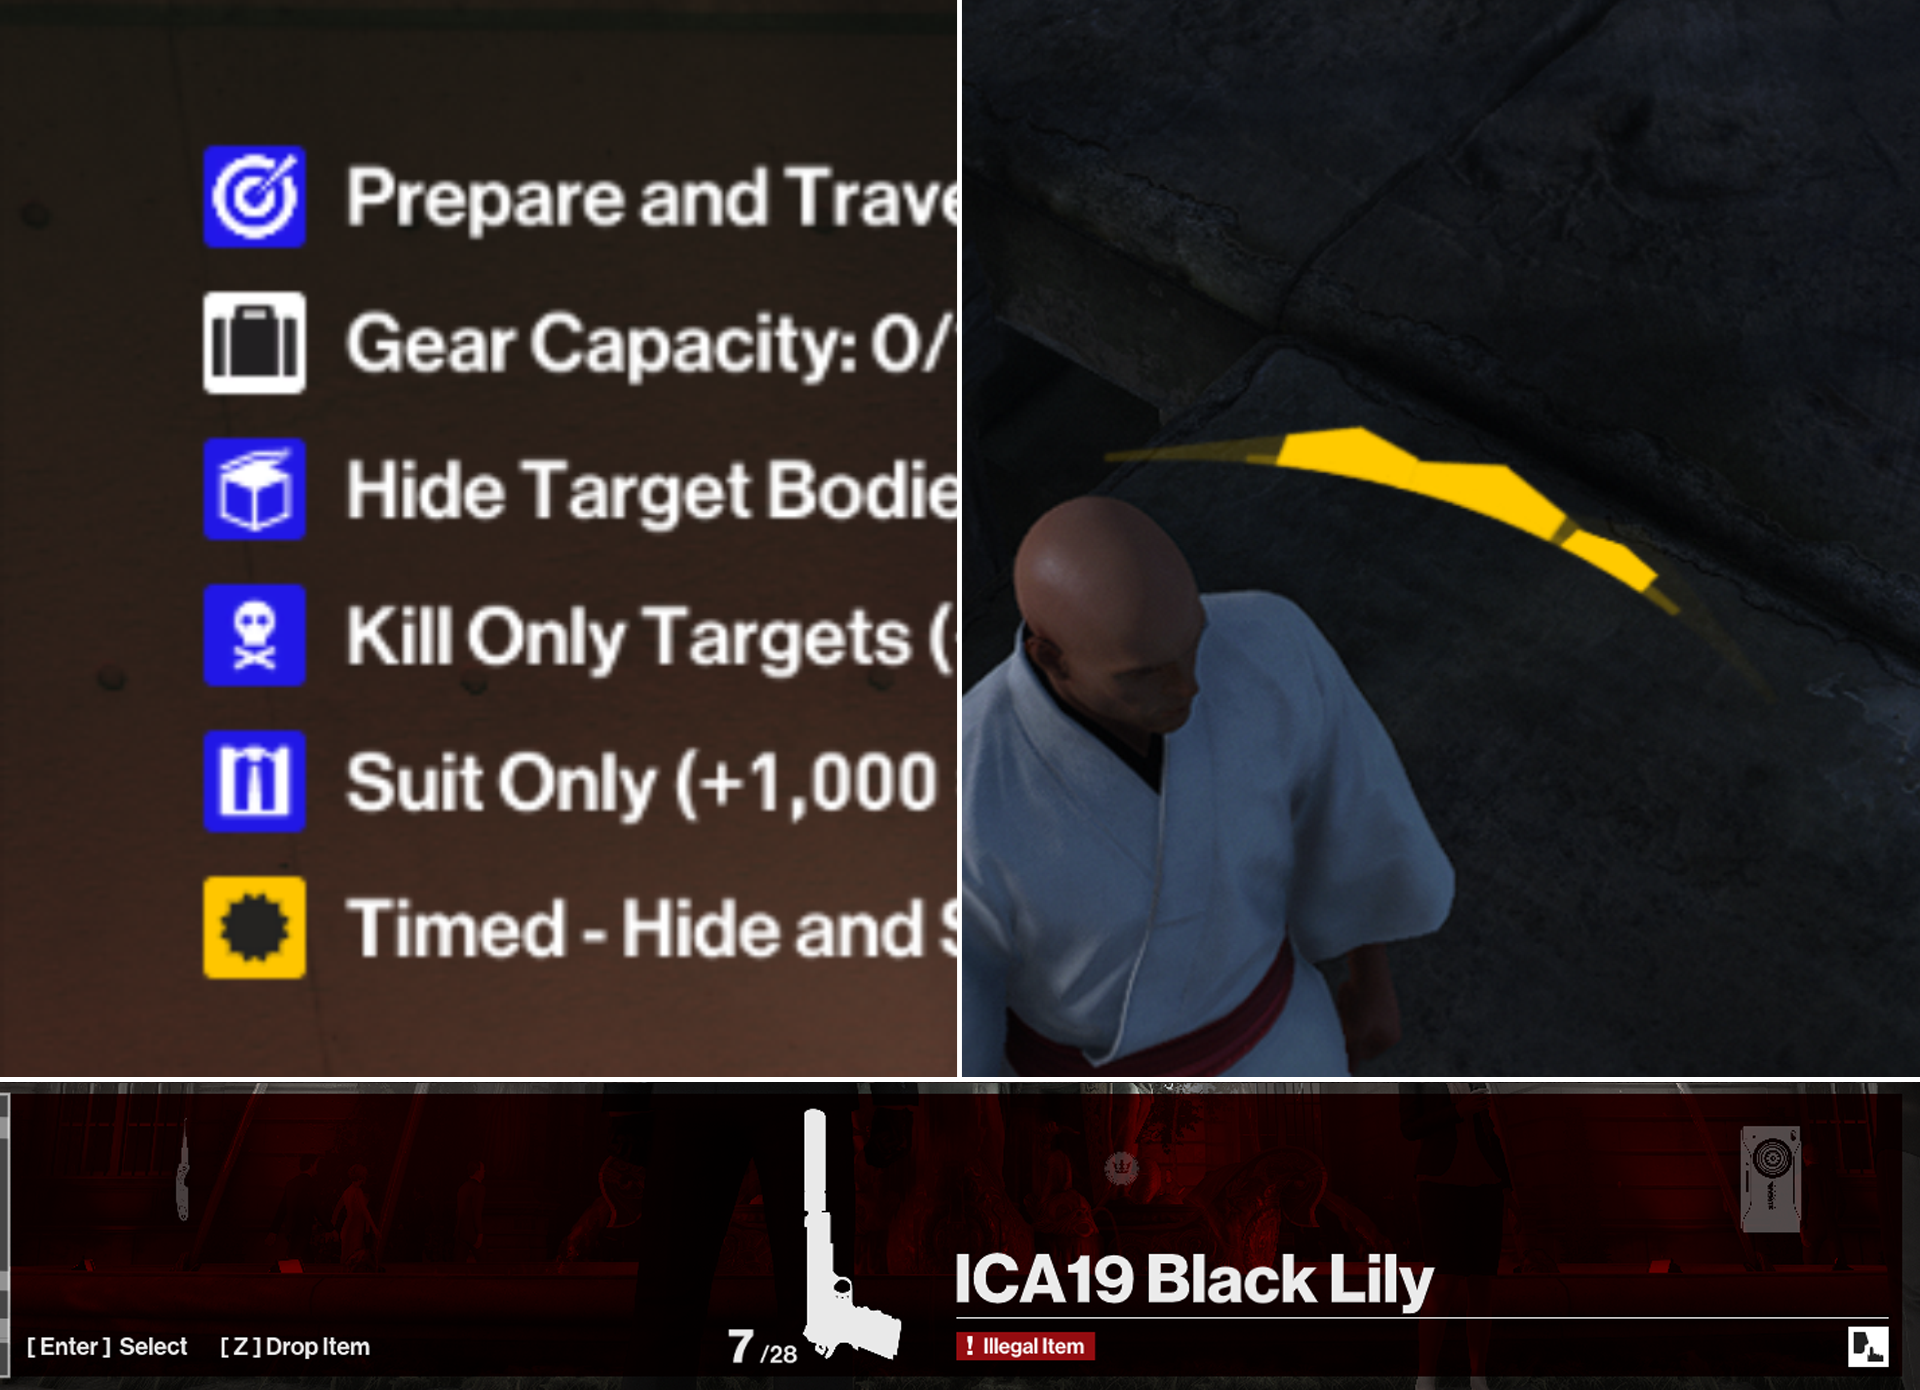 Prepare and Trave
Gear Capacity: 0/
Hide Target Bodie
Kill Only Targets (
Suit Only (+1,000
Timed - Hide and S
ICA19 Black Lily
[ Enter ] Select [ Z ] Drop Item
7 /28
! Illegal Item